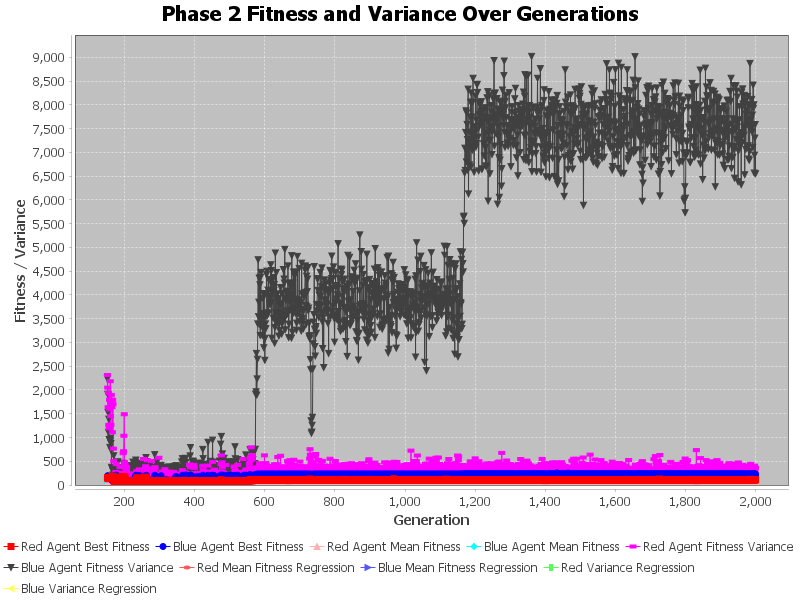 Phase 2 Fitness and Variance Over Generations
Fitness / Variance
9,000
8,500
8,000
7,500
7,000
6,500
6,000
5,500
5,000
4,500
4,000
3,500
3,000
2,500
2,000
1,500
1,000
500
0
200 400 600 800 1,000 1,200 1,400 1,600 1,800 2,000
Generation
Red Agent Best Fitness Blue Agent Best Fitness Red Agent Mean Fitness Blue Agent Mean Fitness Red Agent Fitness Variance
Blue Agent Fitness Variance Red Mean Fitness Regression Blue Mean Fitness Regression Red Variance Regression
Blue Variance Regression